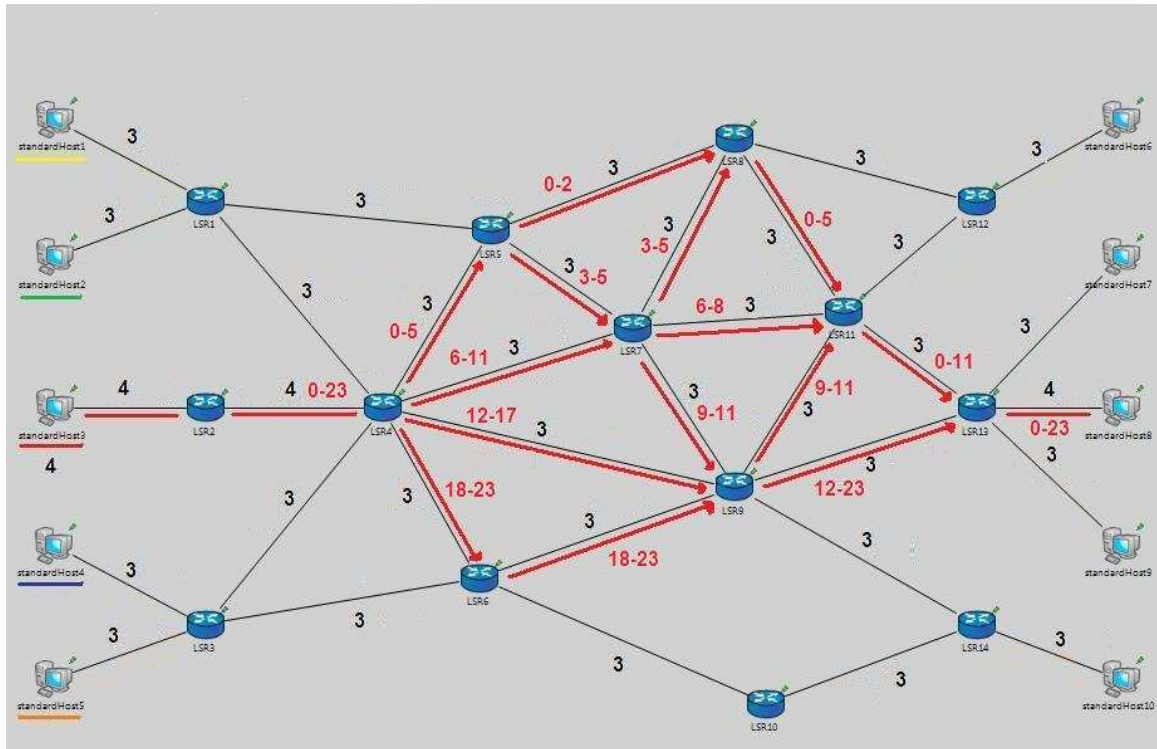 standardHost1
3
3
standardHost2
LSR1
3
3
3
0-2
LSR8
3
LSR12
3
standardHost6
LSR5
3
3-5
3
3-5
3
0-5
3
standardHost7
3
0-5
LSR7
6-8
3
LSR11
3
0-11
3
standardHost3
4
4
LSR2
4
0-23
LSR4
6-11
3
12-17
3
3
9-11
9-11
3
LSR13
4
0-23
standardHost8
3
standardHost9
3
18-23
3
LSR9
3
12-23
3
18-23
LSR6
3
standardHost4
3
3
standardHost5
LSR3
3
3
LSR10
3
LSR14
3
standardHost10